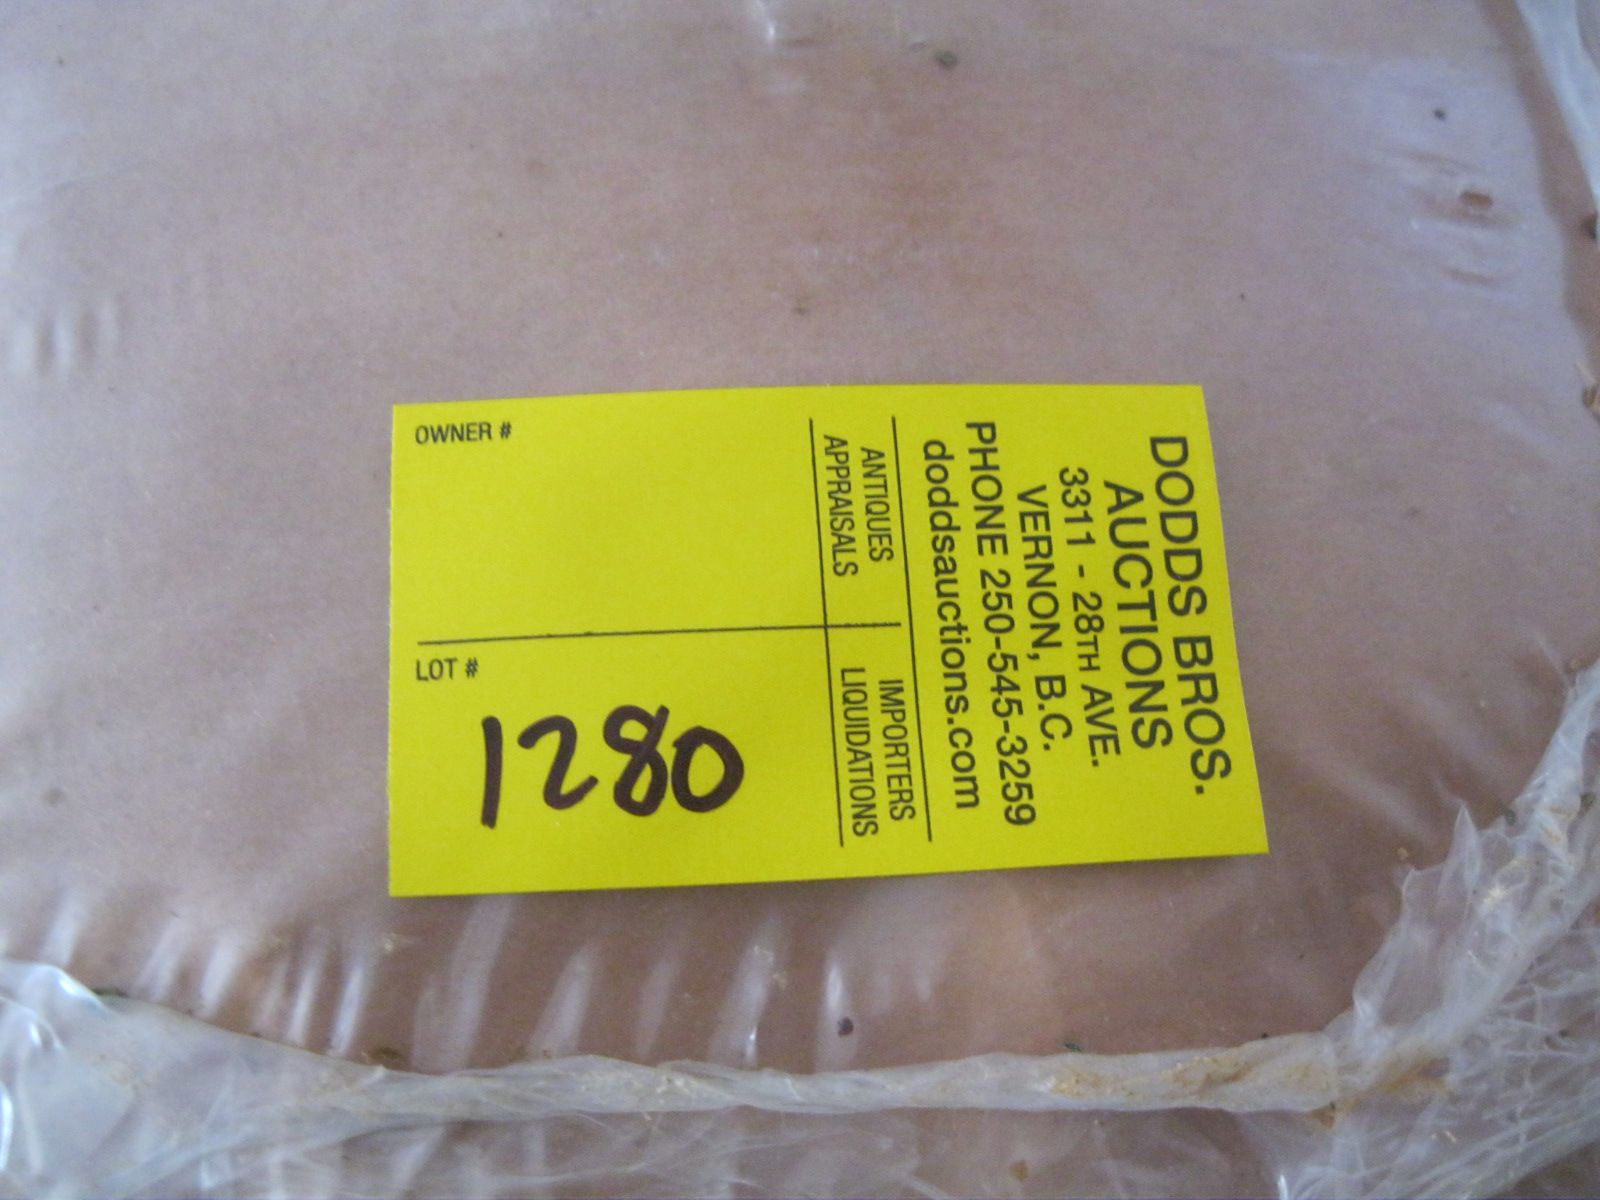 DODDS BROS.
AUCTIONS
3311 - 28TH AVE.
VERNON, B.C.
PHONE 250-545-3259
doddsauctions.com
ANTIQUES
APPRAISALS
IMPORTERS
LIQUIDATIONS
OWNER #
LOT #
1280